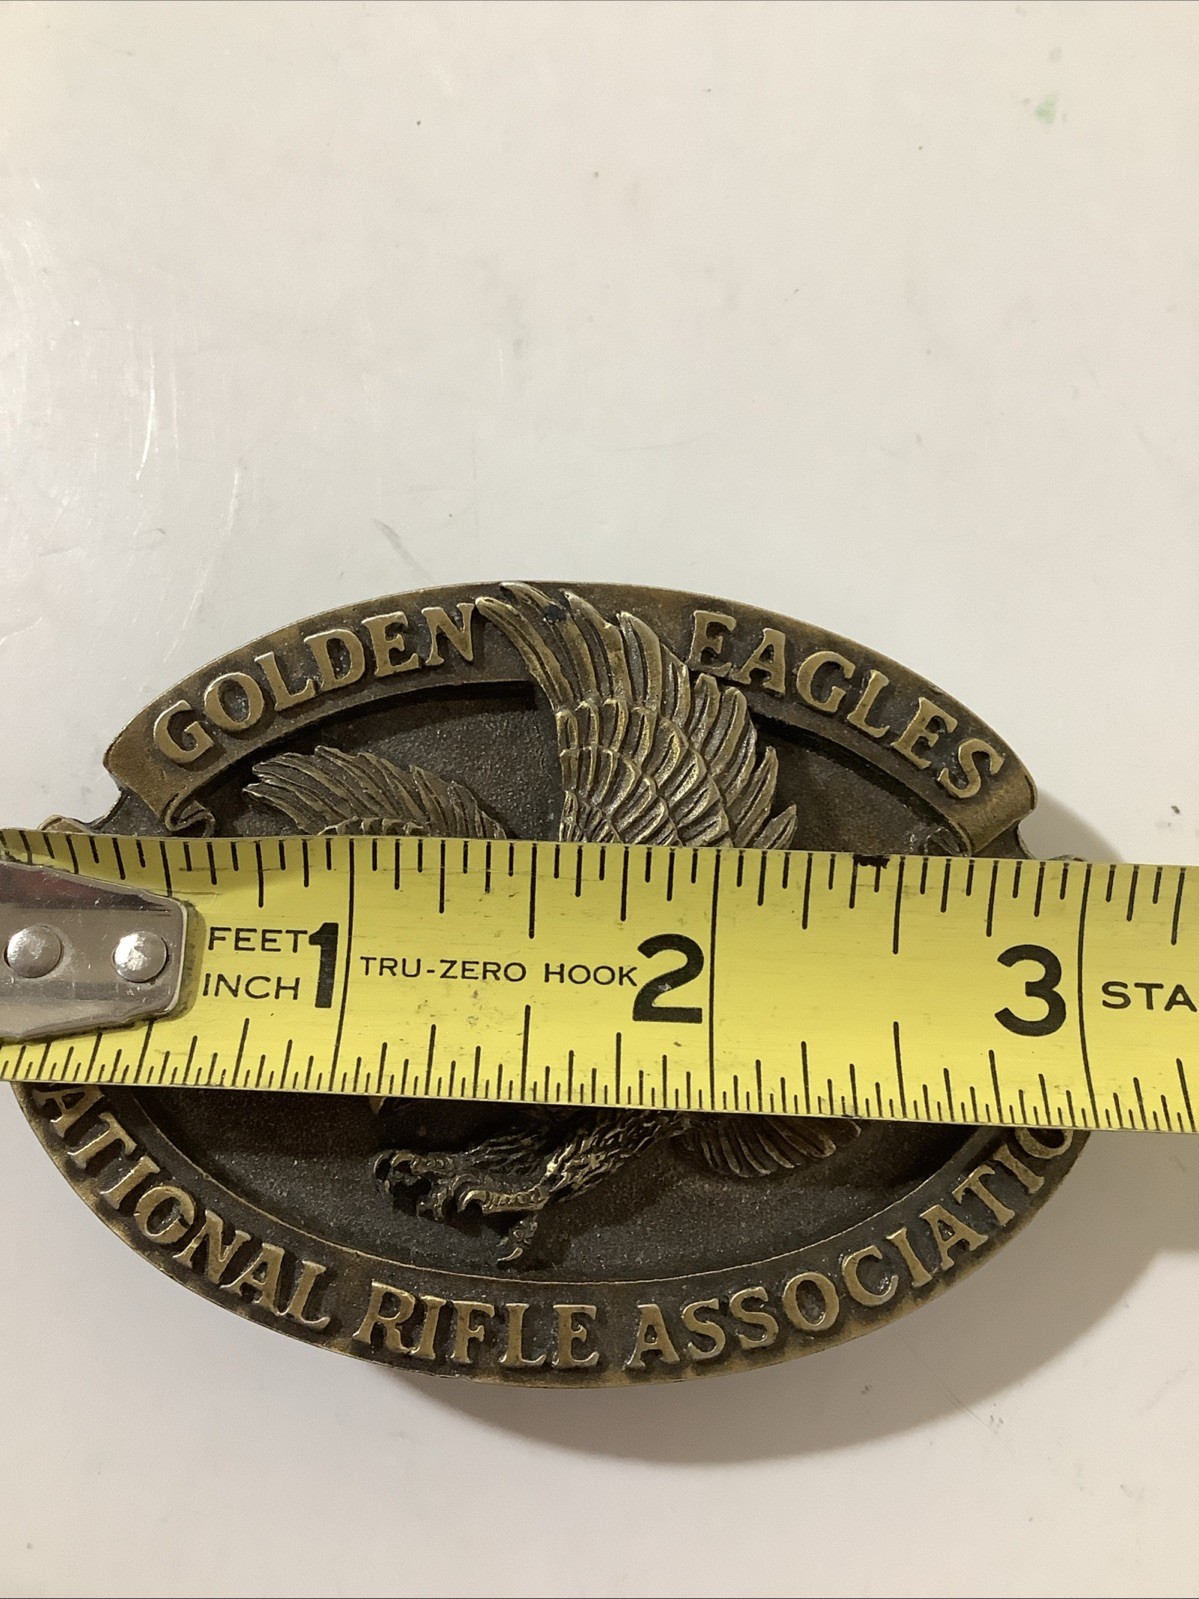 GOLDEN EAGLES
FEET 1 TRU-ZERO HOOK 2 3 STA
INCH
ATIONAL RIFLE ASSOCIATIO